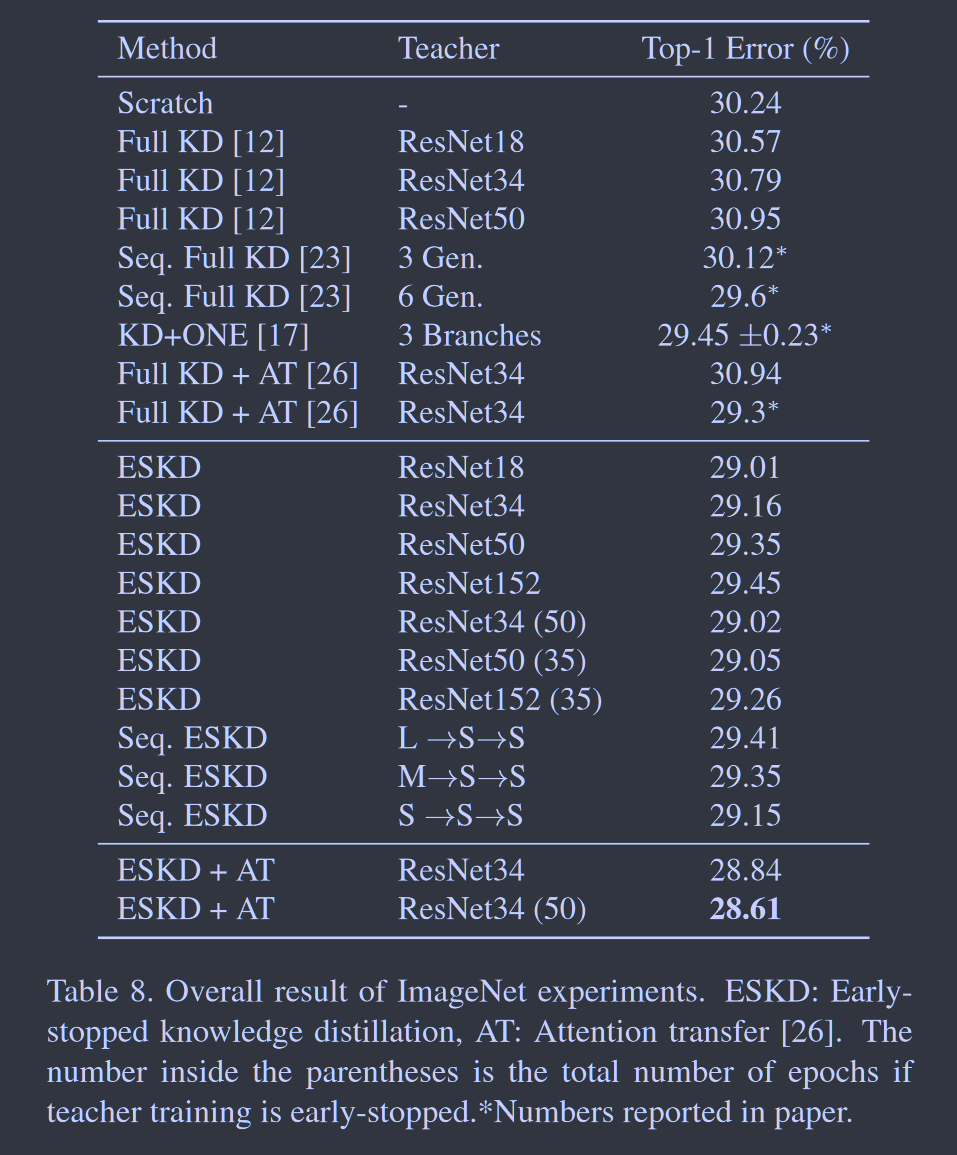 Method Teacher Top-1 Error (%)
Scratch - 30.24
Full KD [12] ResNet18 30.57
Full KD [12] ResNet34 30.79
Full KD [12] ResNet50 30.95
Seq. Full KD [23] 3 Gen. 30.12*
Seq. Full KD [23] 6 Gen. 29.6*
KD+ONE [17] 3 Branches 29.45 ±0.23*
Full KD + AT [26] ResNet34 30.94
Full KD + AT [26] ResNet34 29.3*
ESKD ResNet18 29.01
ESKD ResNet34 29.16
ESKD ResNet50 29.35
ESKD ResNet152 29.45
ESKD ResNet34 (50) 29.02
ESKD ResNet50 (35) 29.05
ESKD ResNet152 (35) 29.26
Seq. ESKD L →S→S 29.41
Seq. ESKD M→S→S 29.35
Seq. ESKD S →S→S 29.15
ESKD + AT ResNet34 28.84
ESKD + AT ResNet34 (50) 28.61
Table 8. Overall result of ImageNet experiments. ESKD: Early-
stopped knowledge distillation, AT: Attention transfer [26]. The
number inside the parentheses is the total number of epochs if
teacher training is early-stopped.*Numbers reported in paper.